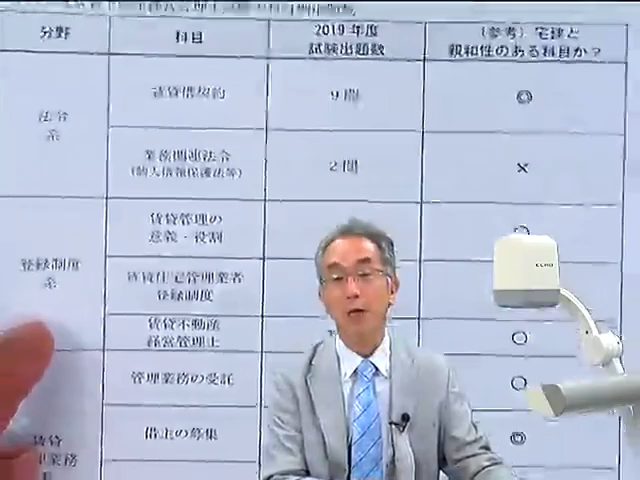 分野
科目
2019年度
試験出題数
（参考）宅建と
親和性のある科目か？
法令
系
賃貸借契約
9問
◎
業務関連法令
（個人情報保護法等）
2問
×
登録制度
系
賃貸管理の
意義・役割
賃貸住宅管理業者
登録制度
賃貸不動産
経営管理士
○
管理業務の受託
○
賃貸
借主の募集
◎
ELMO